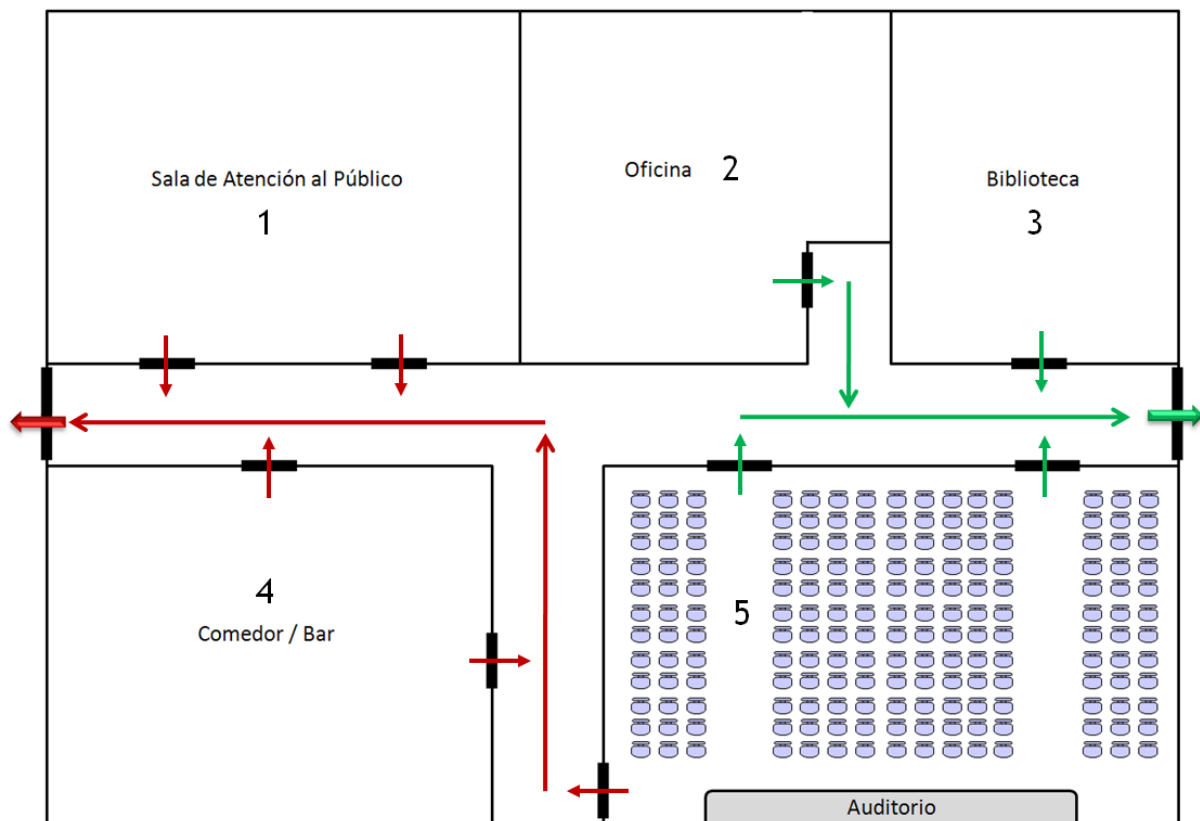 Sala de Atención al Público
1
Oficina 2
Biblioteca
3
4
Comedor / Bar
5
Auditorio